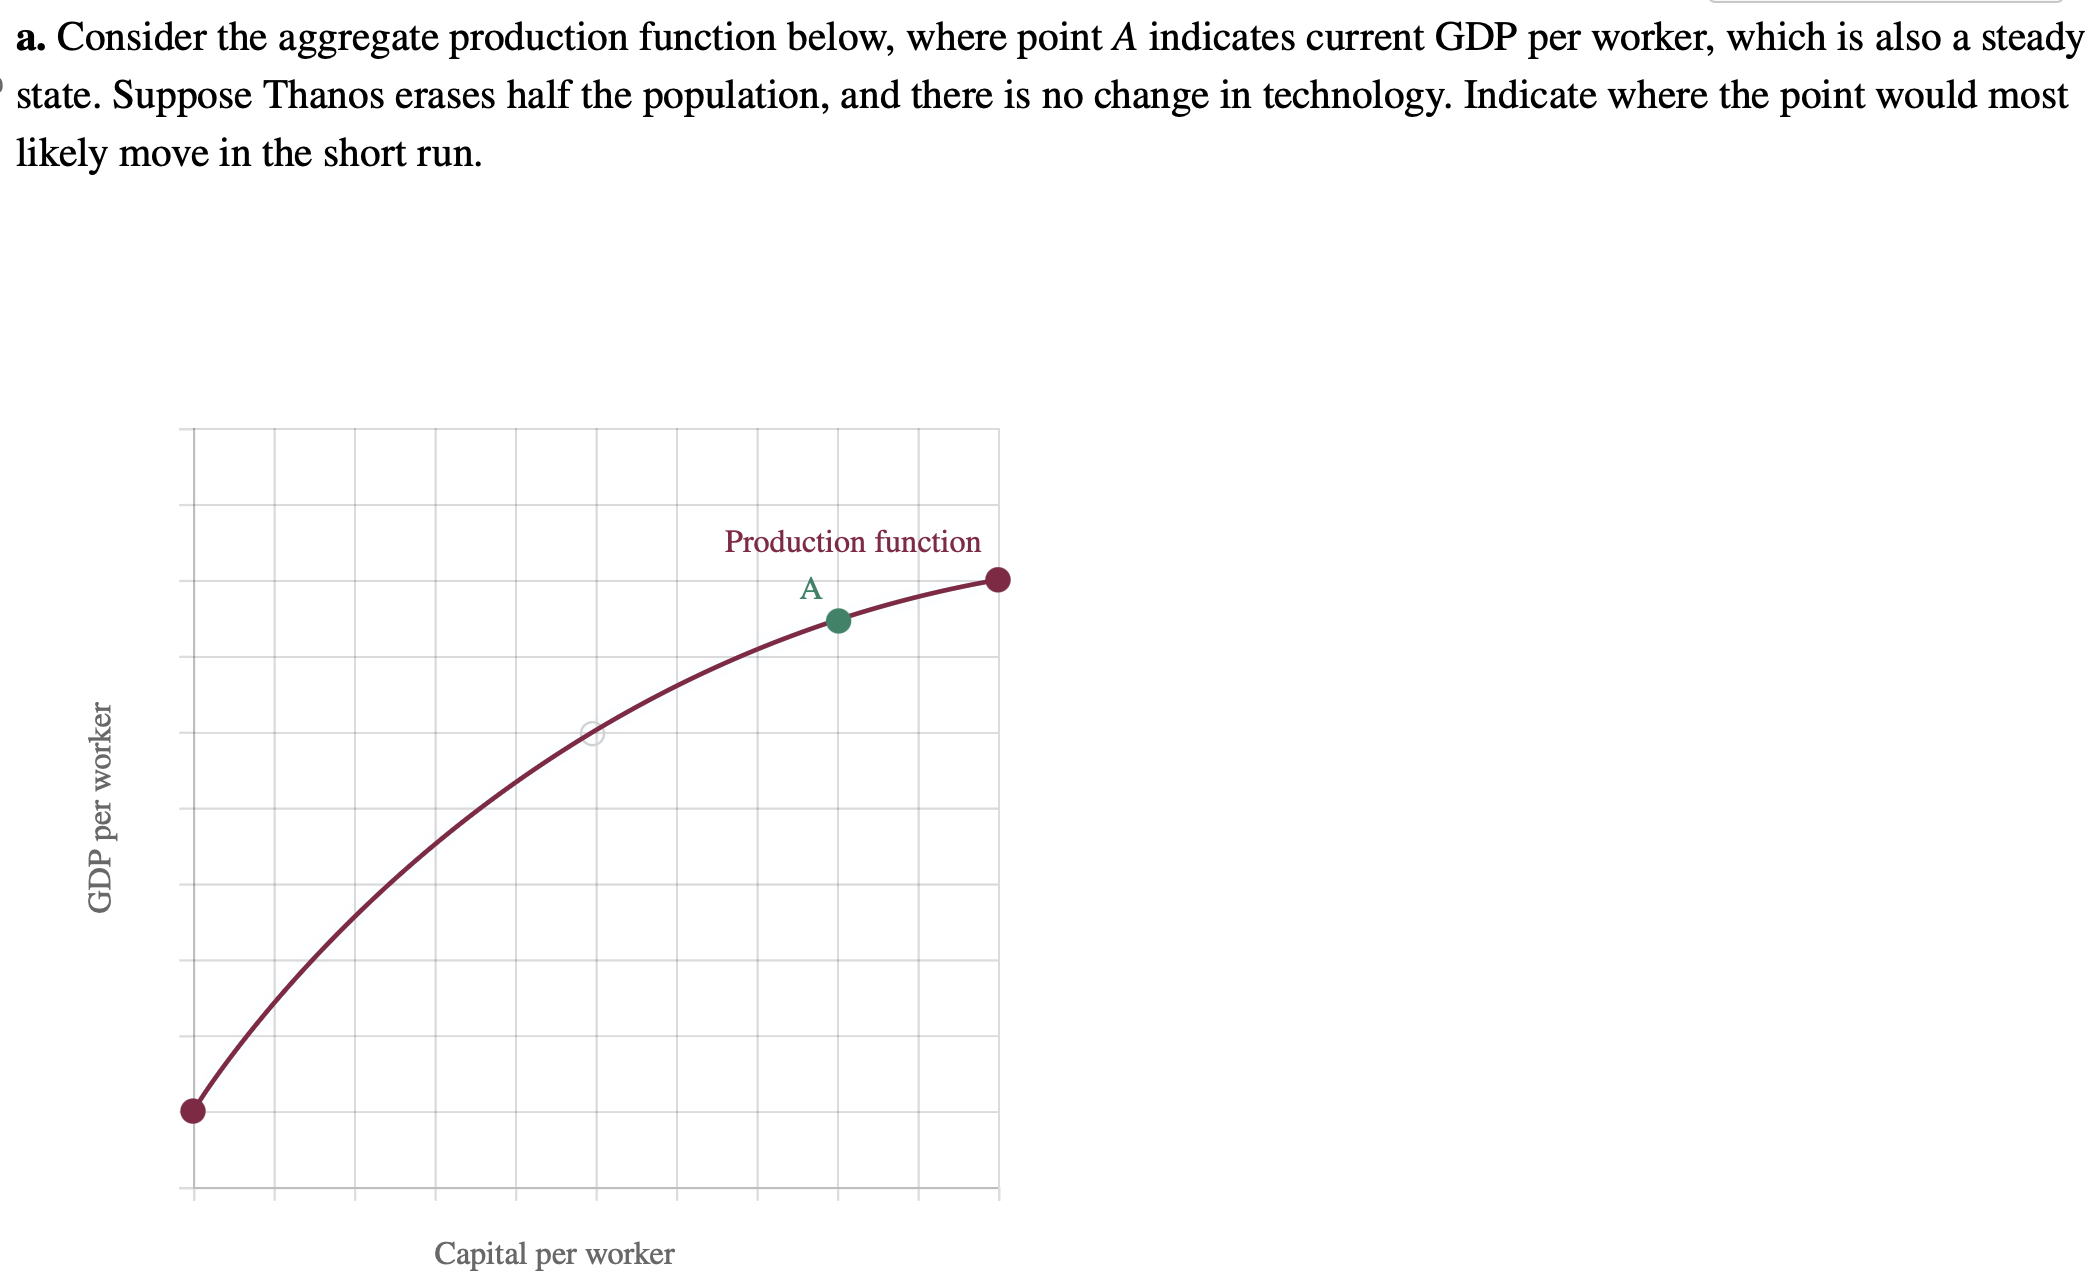 a. Consider the aggregate production function below, where point A indicates current GDP per worker, which is also a steady
state. Suppose Thanos erases half the population, and there is no change in technology. Indicate where the point would most
likely move in the short run.
Production function
A
GDP per worker
Capital per worker